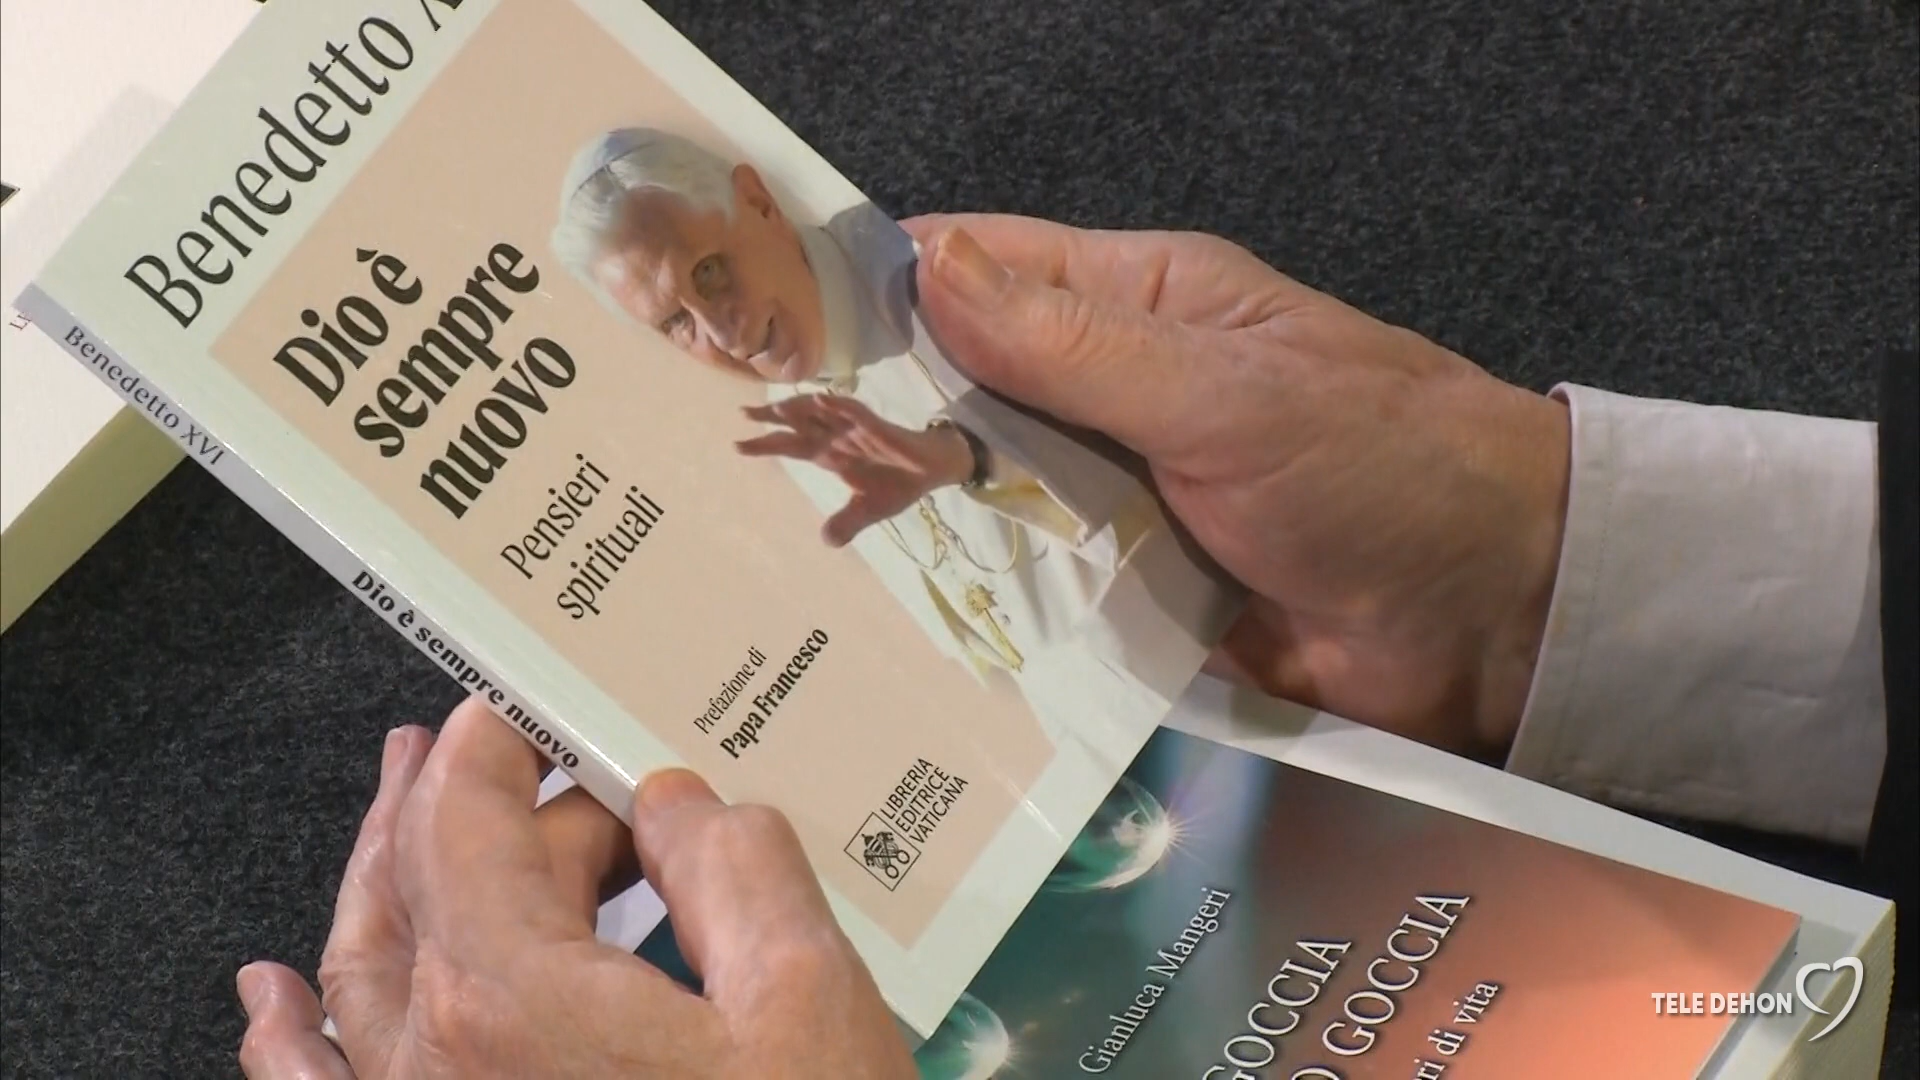 Benedetto
Dio è
sempre
nuovo
Pensieri
spirituali
Prefazione di
Papa Francesco
LIBRERIA
EDITRICE
VATICANA
Benedetto XVI
Dio è sempre nuovo
Gianluca Mangeri
GOCCIA
GOCCIA
di vita
TELE DEHON